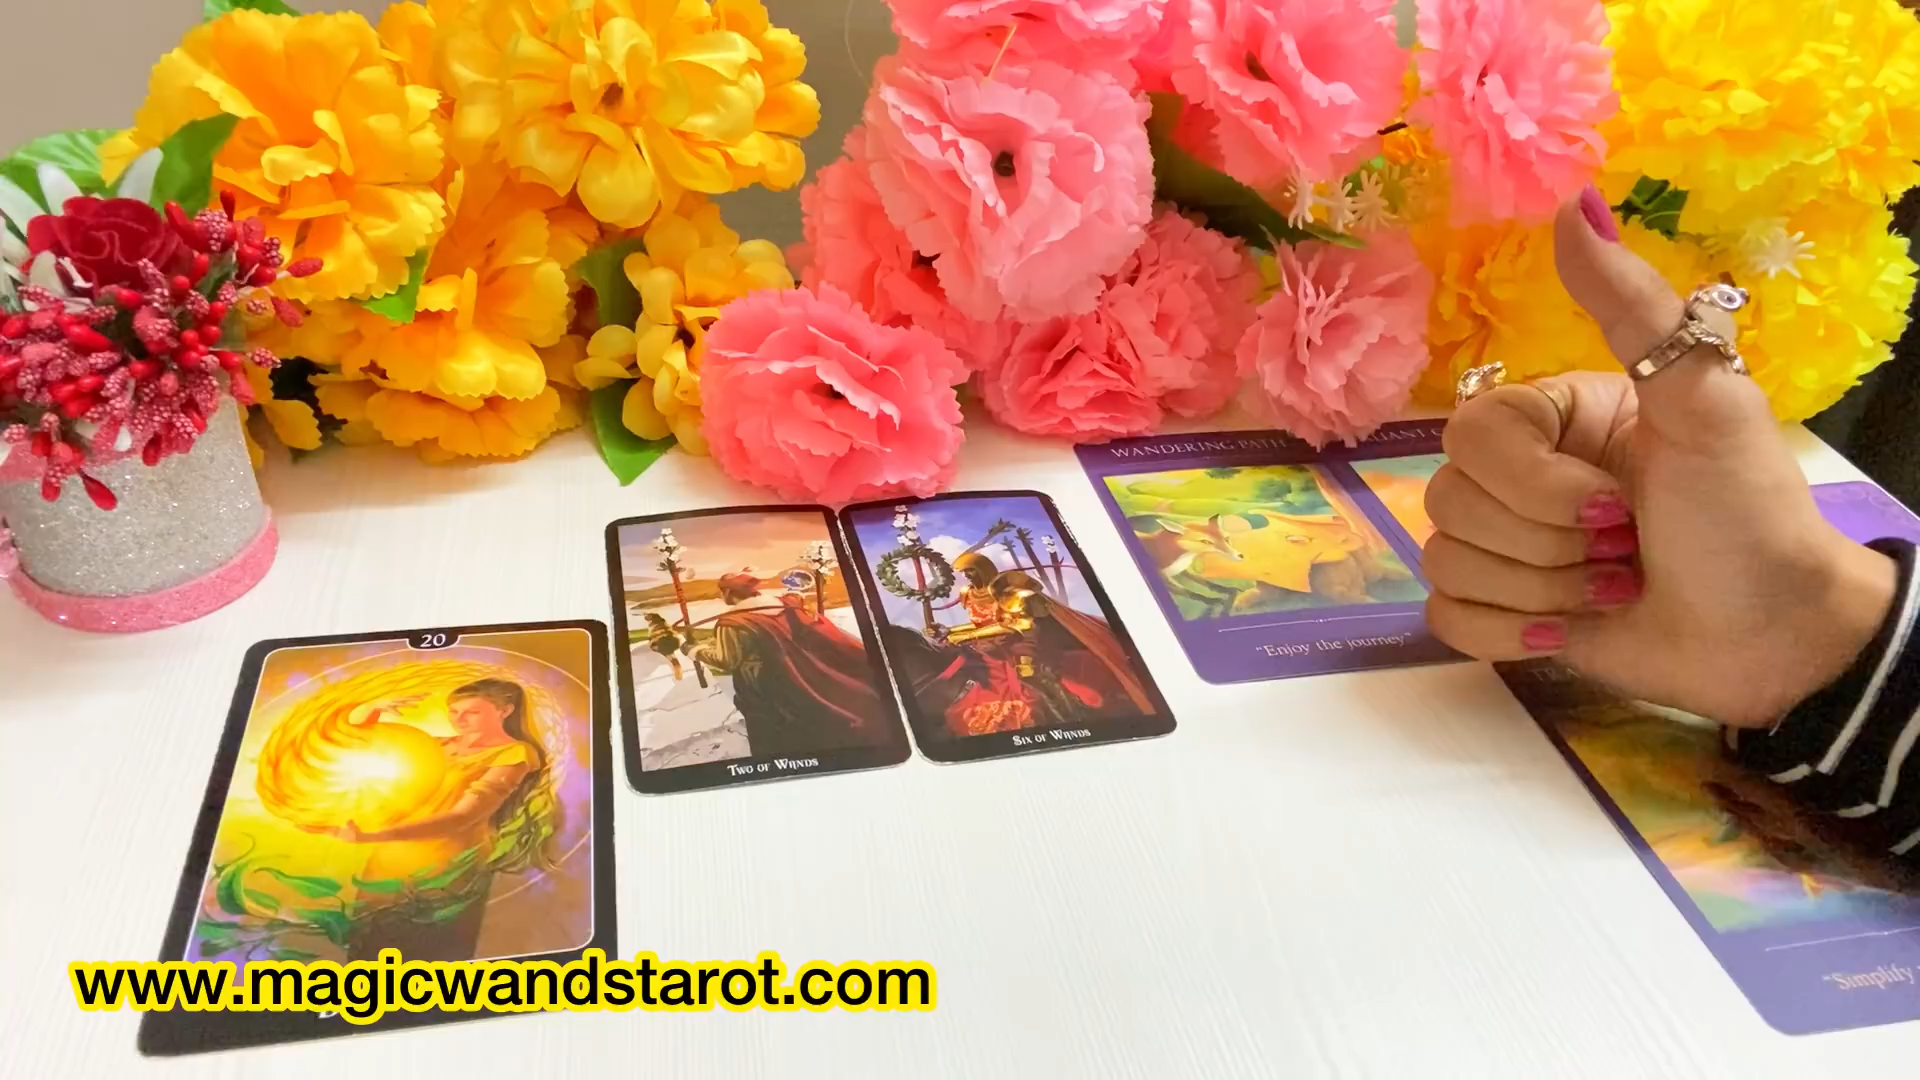 WANDERING PATH
"Enjoy the journey"
20
TWO OF WANDS
SIX OF WANDS
"Simplify
www.magicwandstarot.com